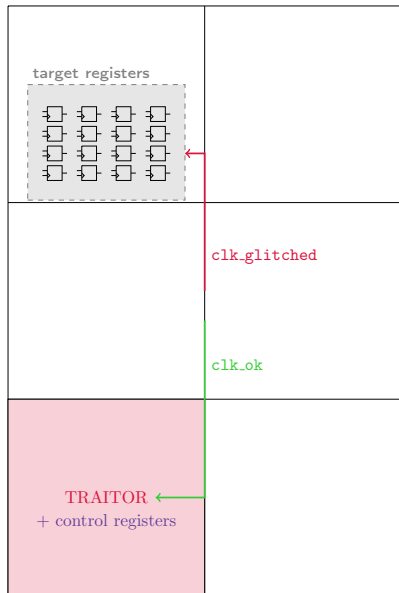 target registers
clk_glitched
clk_ok
TRAITOR
+ control registers